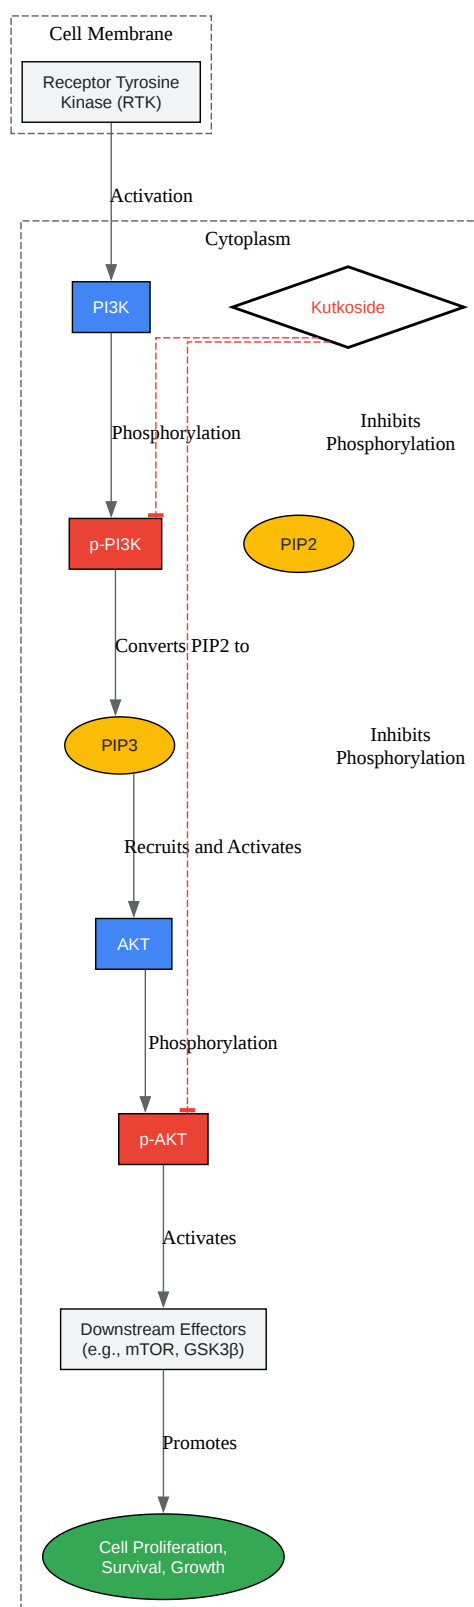 Cell Membrane
Receptor Tyrosine
Kinase (RTK)
Activation
Cytoplasm
PI3K
Kutkoside
Phosphorylation
Inhibits
Phosphorylation
p-PI3K
PIP2
Converts PIP2 to
PIP3
Inhibits
Phosphorylation
Recruits and Activates
AKT
Phosphorylation
p-AKT
Activates
Downstream Effectors
(e.g., mTOR, GSK3β)
Promotes
Cell Proliferation,
Survival, Growth